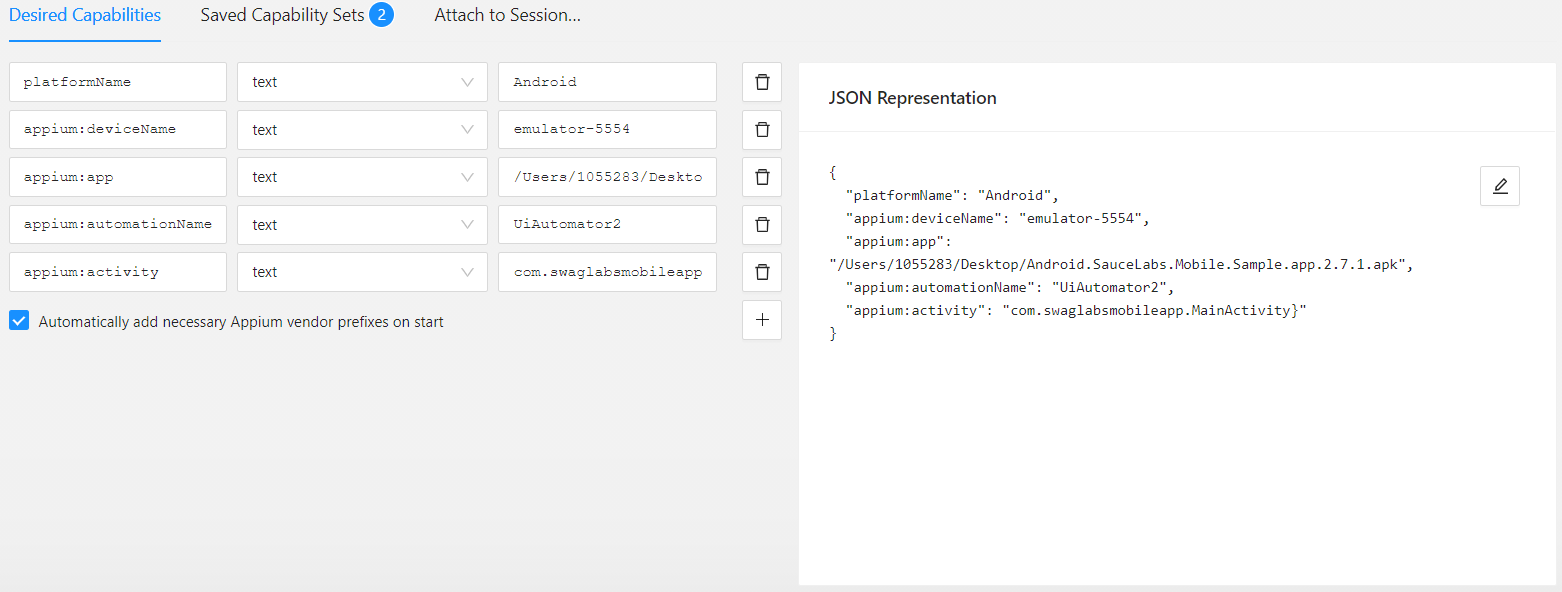 Desired Capabilities Saved Capability Sets 2 Attach to Session...
platformName text Android
appium:deviceName text emulator-5554
appium:app text /Users/1055283/Deskto
appium:automationName text UiAutomator2
appium:activity text com.swaglabsmobileapp
Automatically add necessary Appium vendor prefixes on start
JSON Representation
{
"platformName": "Android",
"appium:deviceName": "emulator-5554",
"appium:app":
"/Users/1055283/Desktop/Android.SauceLabs.Mobile.Sample.app.2.7.1.apk",
"appium:automationName": "UiAutomator2",
"appium:activity": "com.swaglabsmobileapp.MainActivity}"
}